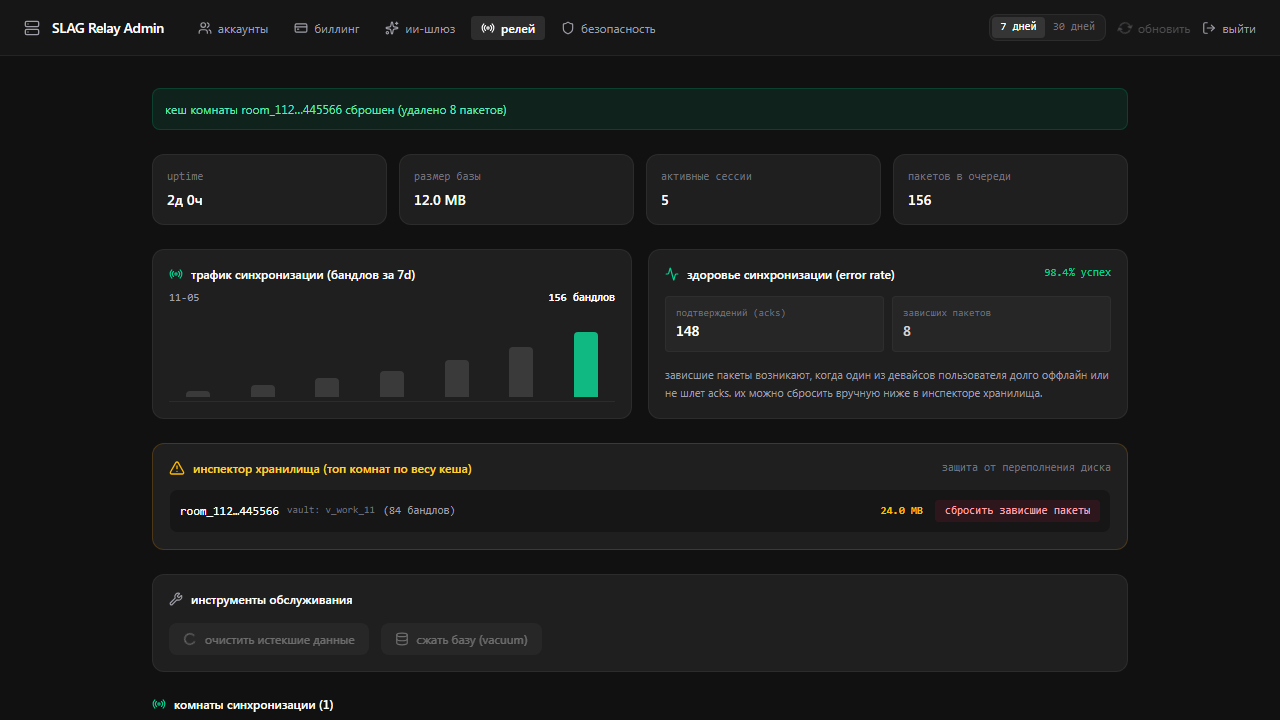 SLAG Relay Admin
аккаунты
биллинг
ии-шлюз
релей
безопасность
7 дней
30 дней
обновить
выйти
кеш комнаты room_112…445566 сброшен (удалено 8 пакетов)
uptime
2д 0ч
размер базы
12.0 MB
активные сессии
5
пакетов в очереди
156
трафик синхронизации (бандлов за 7d)
11-05
156 бандлов
здоровье синхронизации (error rate)
98.4% успех
подтверждений (acks)
148
зависших пакетов
8
зависшие пакеты возникают, когда один из девайсов пользователя долго оффлайн или
не шлет acks. их можно сбросить вручную ниже в инспекторе хранилища.
инспектор хранилища (топ комнат по весу кеша)
защита от переполнения диска
room_112…445566
vault: v_work_11
(84 бандлов)
24.0 MB
сбросить зависшие пакеты
инструменты обслуживания
очистить истекшие данные
сжать базу (vacuum)
комнаты синхронизации (1)